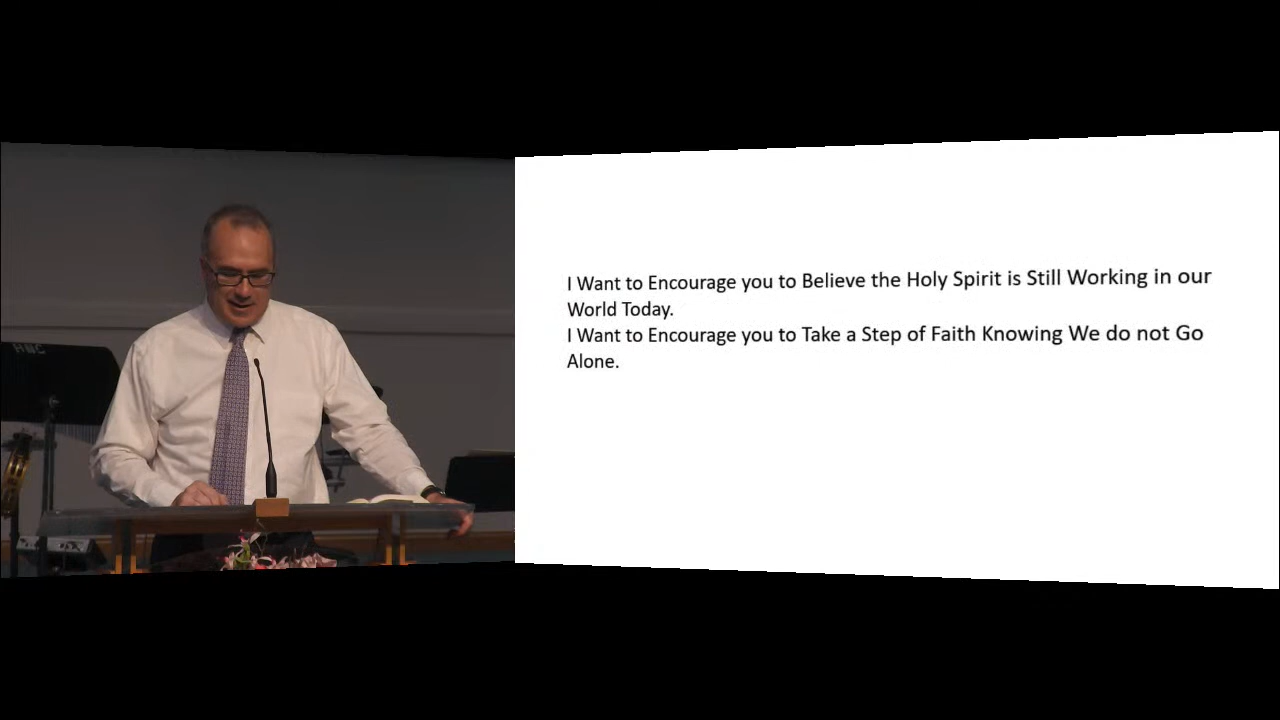 HMC
I Want to Encourage you to Believe the Holy Spirit is Still Working in our
World Today.
I Want to Encourage you to Take a Step of Faith Knowing We do not Go
Alone.